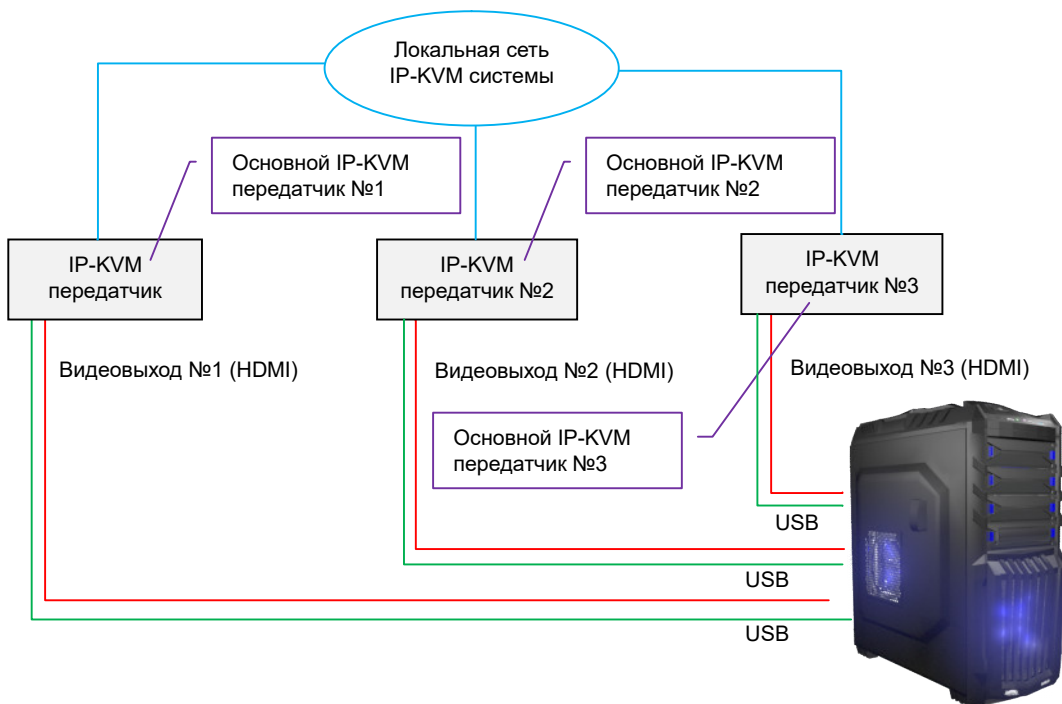 Локальная сеть
IP-KVM системы
Основной IP-KVM
передатчик №1
Основной IP-KVM
передатчик №2
IP-KVM
передатчик
IP-KVM
передатчик №2
IP-KVM
передатчик №3
Видеовыход №1 (HDMI)
Видеовыход №2 (HDMI)
Видеовыход №3 (HDMI)
Основной IP-KVM
передатчик №3
USB
USB
USB